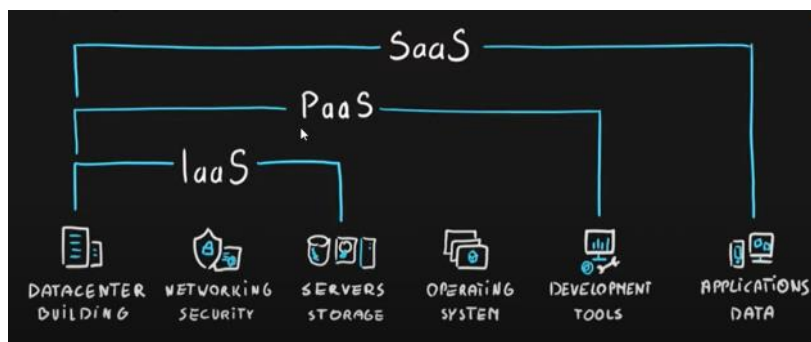 SaaS
PaaS
IaaS
DATACENTER BUILDING
NETWORKING SECURITY
SERVERS STORAGE
OPERATING SYSTEM
DEVELOPMENT TOOLS
APPLICATIONS DATA